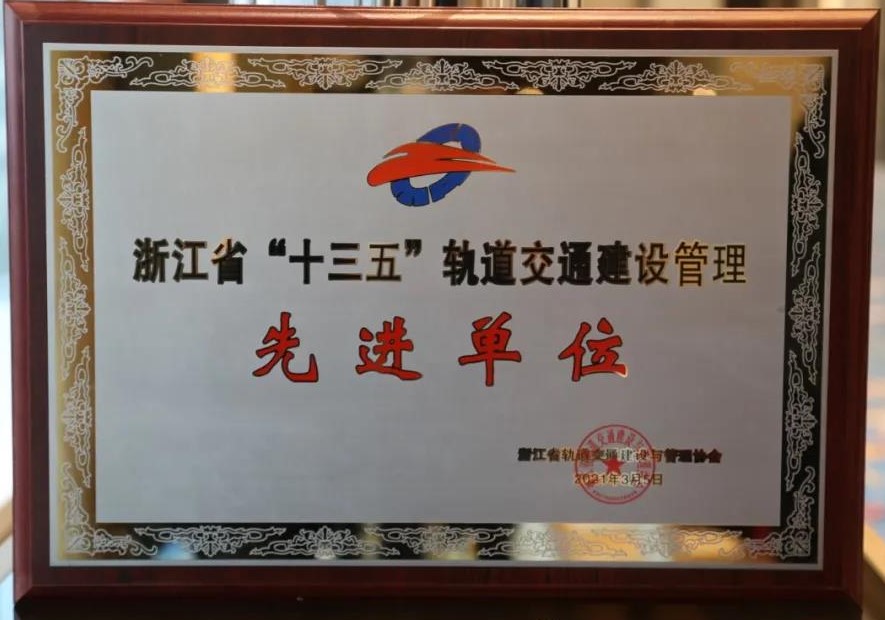 浙江省“十三五”轨道交通建设管理
先进单位
浙江省轨道交通建设与管理协会
2021年3月5日